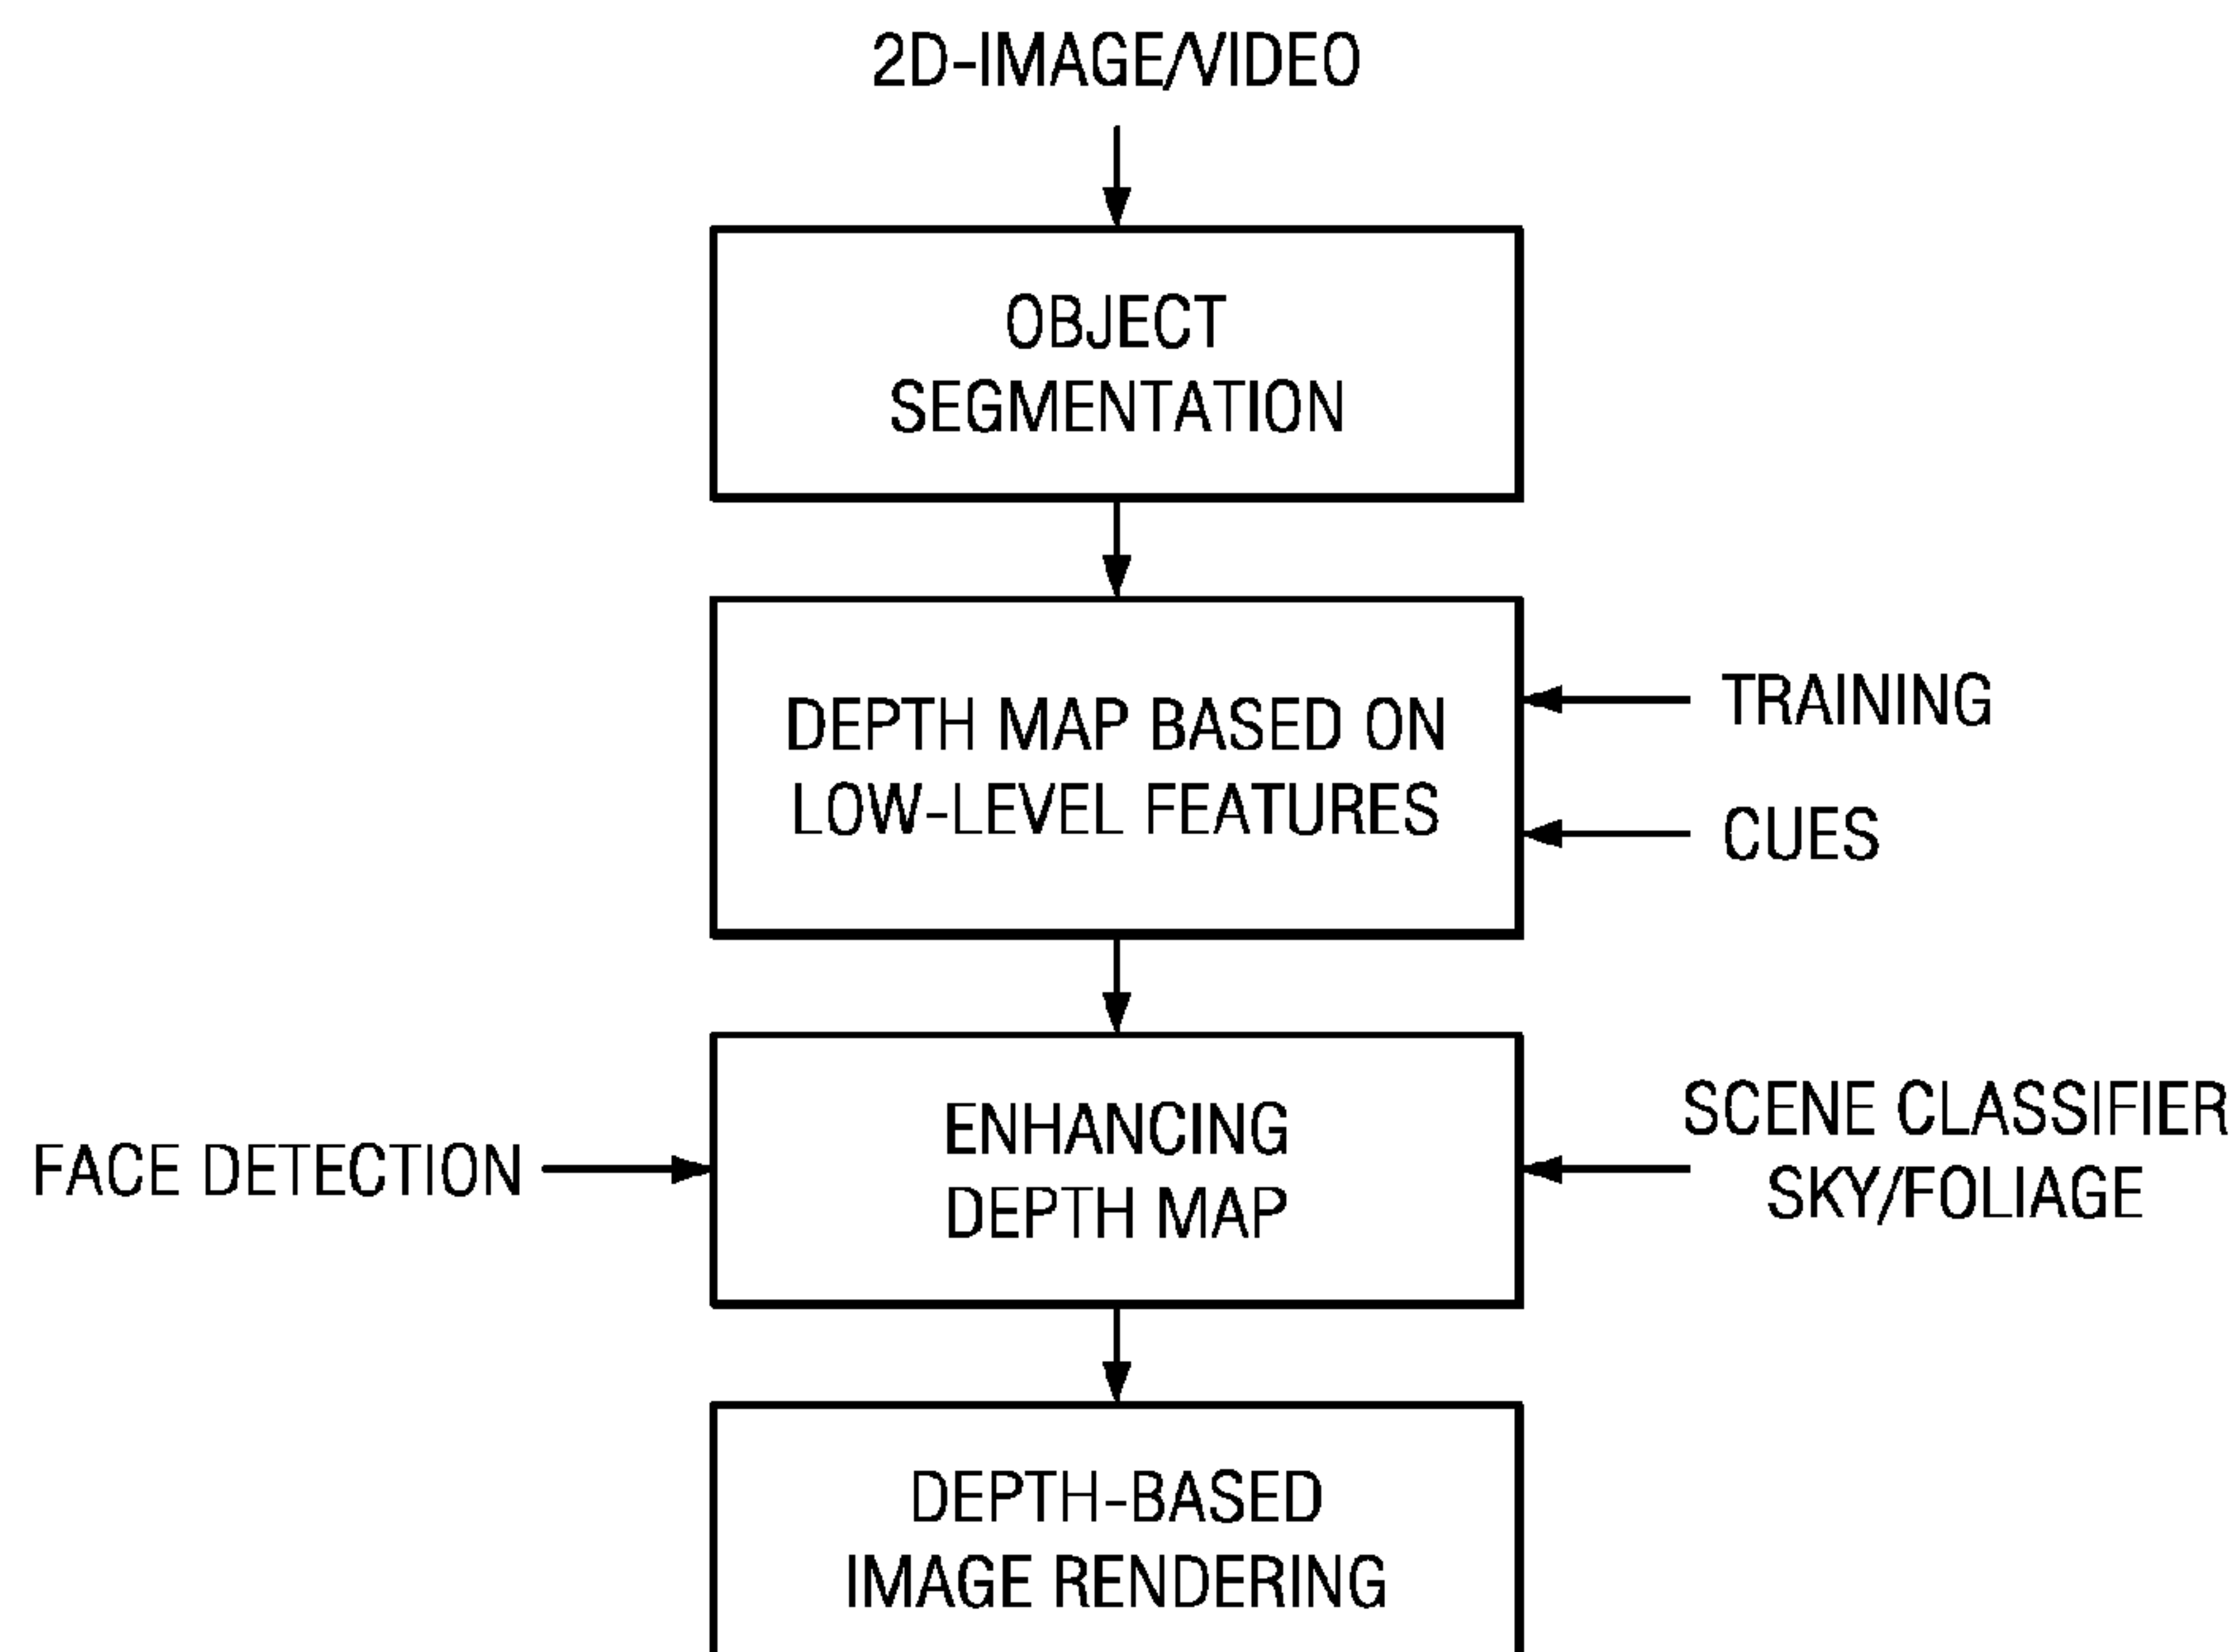 2D-IMAGE/VIDEO
OBJECT
SEGMENTATION
DEPTH MAP BASED ON
LOW-LEVEL FEATURES
TRAINING
CUES
FACE DETECTION
ENHANCING
DEPTH MAP
SCENE CLASSIFIER
SKY/FOLIAGE
DEPTH-BASED
IMAGE RENDERING